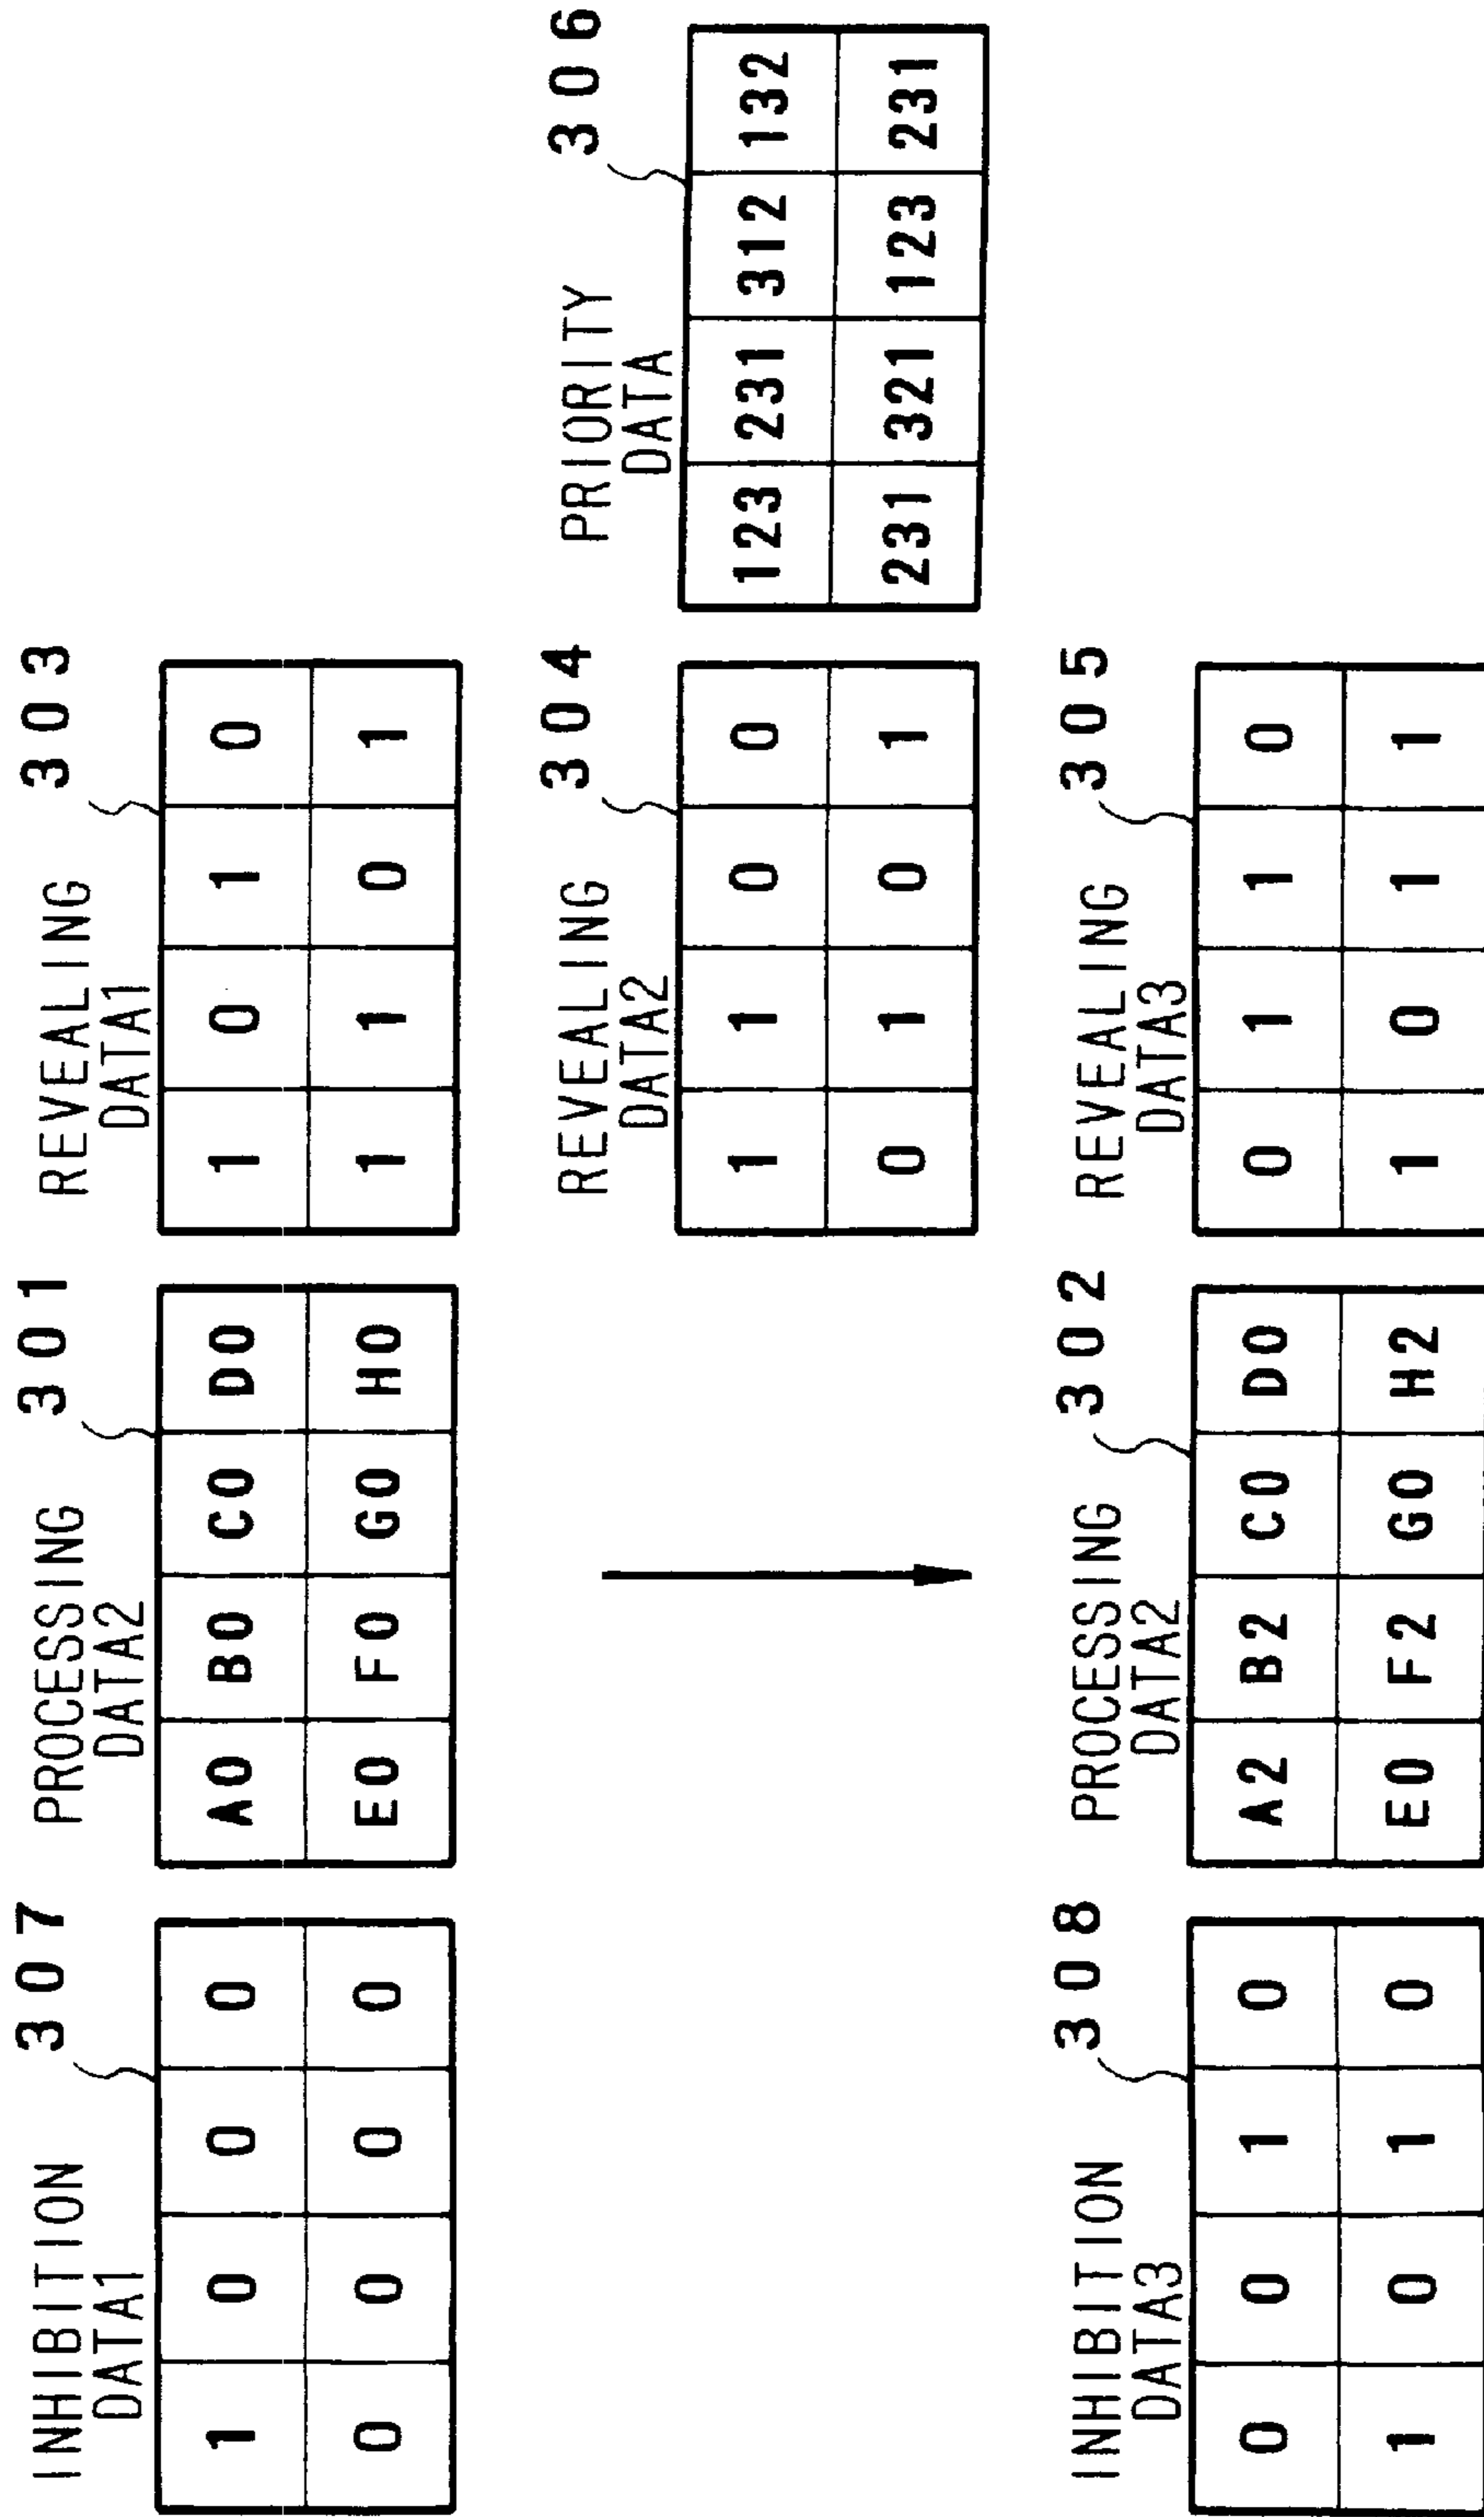 INHIBITION 307
DATA1
1 0 0 0
0 0 0 0
PROCESSING 301
DATA2
A0 B0 C0 D0
E0 F0 G0 H0
REVEALING 303
DATA1
1 0 1 0
1 1 0 1
REVEALING 304
DATA2
1 1 0 0
0 1 0 1
PRIORITY 306
DATA
123 231 312 132
231 321 123 231
INHIBITION 308
DATA3
0 0 1 0
1 0 1 0
PROCESSING 302
DATA2
A2 B2 C0 D0
E0 F2 G0 H2
REVEALING 305
DATA3
0 1 1 0
1 0 1 1